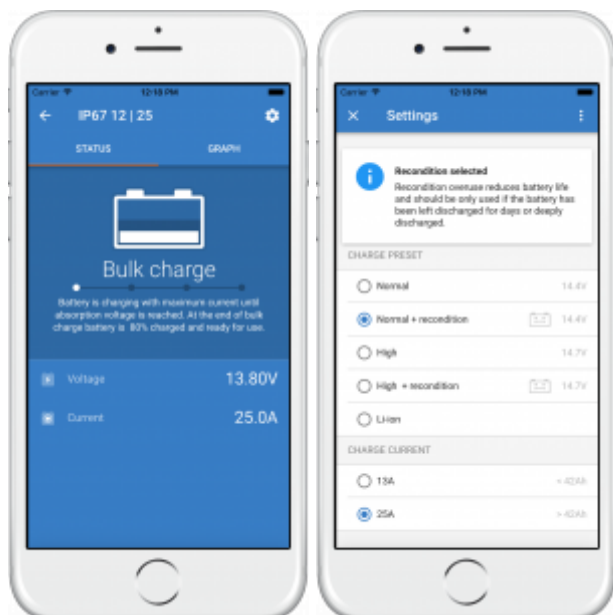 Carrier 12:18 PM
IP67 12 | 25
STATUS GRAPH
Bulk charge
Battery is charging with maximum current until
absorption voltage is reached. At the end of bulk
charge battery is 80% charged and ready for use.
Voltage 13.80V
Current 25.0A
Carrier 12:18 PM
Settings
Recondition selected
Recondition overuse reduces battery life
and should be only used if the battery has
been left discharged for days or deeply
discharged.
CHARGE PRESET
Normal 14.4V
Normal + recondition 14.4V
High 14.7V
High + recondition 14.7V
Li-ion
CHARGE CURRENT
13A < 42Ah
25A > 42Ah